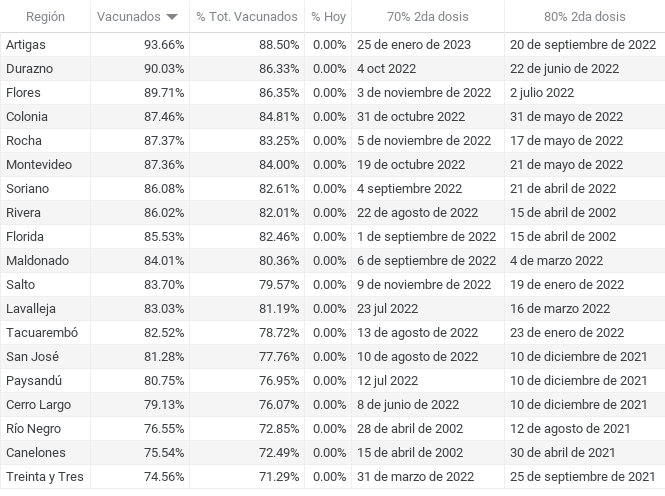 Región Vacunados % Tot. Vacunados % Hoy 70% 2da dosis 80% 2da dosis
Artigas 93.66% 88.50% 0.00% 25 de enero de 2023 20 de septiembre de 2022
Durazno 90.03% 86.33% 0.00% 4 oct 2022 22 de junio de 2022
Flores 89.71% 86.35% 0.00% 3 de noviembre de 2022 2 julio 2022
Colonia 87.46% 84.81% 0.00% 31 de octubre de 2022 31 de mayo de 2022
Rocha 87.37% 83.25% 0.00% 5 de noviembre de 2022 17 de mayo de 2022
Montevideo 87.36% 84.00% 0.00% 19 de octubre de 2022 21 de mayo de 2022
Soriano 86.08% 82.61% 0.00% 4 septiembre de 2022 21 de abril de 2022
Rivera 86.02% 82.01% 0.00% 22 de agosto de 2022 15 de abril de 2002
Florida 85.53% 82.46% 0.00% 1 de septiembre de 2022 15 de abril de 2002
Maldonado 84.01% 80.36% 0.00% 6 de septiembre de 2022 4 de marzo de 2022
Salto 83.70% 79.57% 0.00% 9 de noviembre de 2022 19 de enero de 2022
Lavalleja 83.03% 81.19% 0.00% 23 jul 2022 16 de marzo de 2022
Tacuarembó 82.52% 78.72% 0.00% 13 de agosto de 2022 23 de enero de 2022
San José 81.28% 77.76% 0.00% 10 de agosto de 2022 10 de diciembre de 2021
Paysandú 80.75% 76.95% 0.00% 12 jul 2022 10 de diciembre de 2021
Cerro Largo 79.13% 76.07% 0.00% 8 de junio de 2022 10 de diciembre de 2021
Río Negro 76.55% 72.85% 0.00% 28 de abril de 2002 12 de agosto de 2021
Canelones 75.54% 72.49% 0.00% 15 de abril de 2002 30 de abril de 2021
Treinta y Tres 74.56% 71.29% 0.00% 31 de marzo de 2022 25 de septiembre de 2021